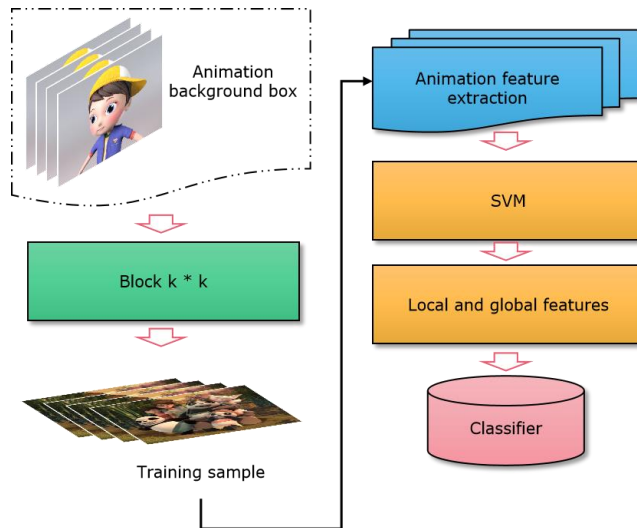 Animation
background box
Block k * k
Training sample
Animation feature
extraction
SVM
Local and global features
Classifier